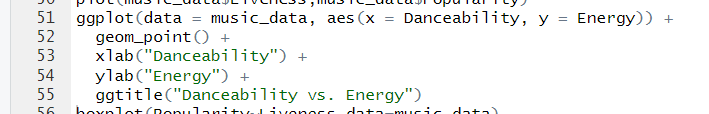 50 plot(music_data$Liveness,music_data$Popularity)
51 ggplot(data = music_data, aes(x = Danceability, y = Energy)) +
52 geom_point() +
53 xlab("Danceability") +
54 ylab("Energy") +
55 ggtitle("Danceability vs. Energy")
56 boxplot(Popularity~Liveness,data=music_data)